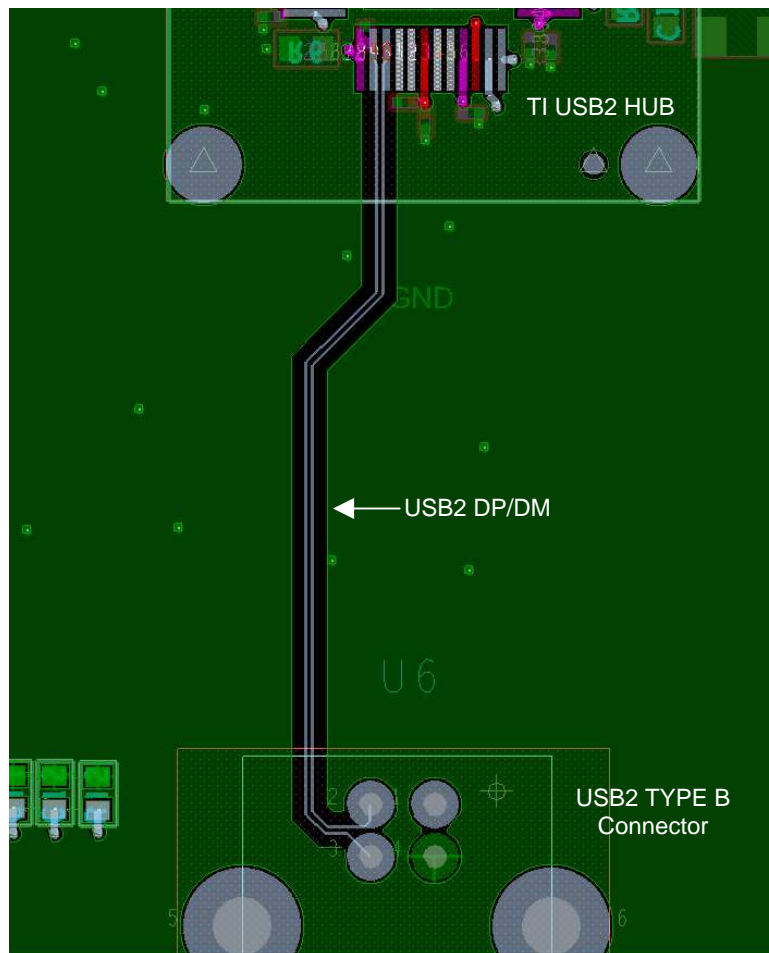 TI USB2 HUB
GND
USB2 DP/DM
U6
USB2 TYPE B
Connector
2
1
3
4
5
6